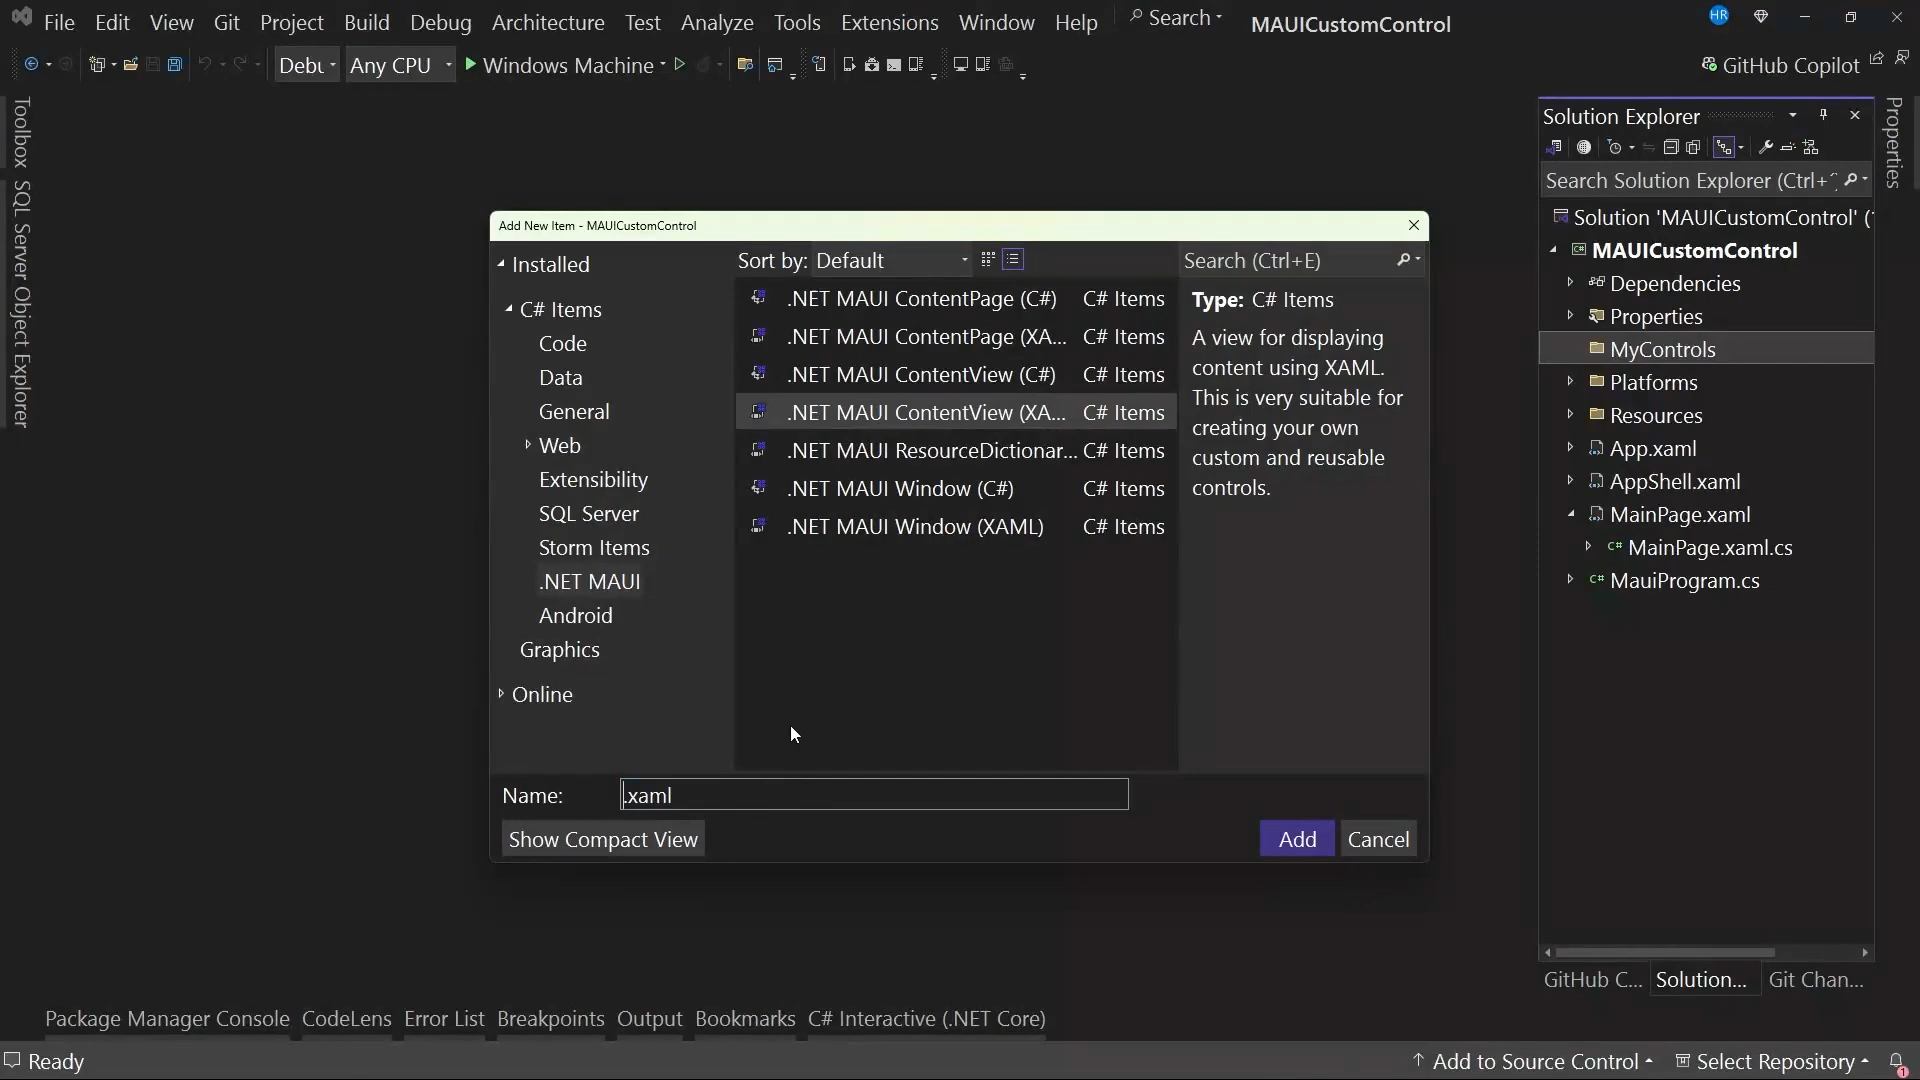 File Edit View Git Project Build Debug Architecture Test Analyze Tools Extensions Window Help Search MAUICustomControl HR
Debu Any CPU Windows Machine GitHub Copilot
Toolbox
SQL Server Object Explorer
Add New Item - MAUICustomControl
Installed
C# Items
Code
Data
General
Web
Extensibility
SQL Server
Storm Items
.NET MAUI
Android
Graphics
Online
Sort by: Default
.NET MAUI ContentPage (C#) C# Items
.NET MAUI ContentPage (XA... C# Items
.NET MAUI ContentView (C#) C# Items
.NET MAUI ContentView (XA... C# Items
.NET MAUI ResourceDictionar... C# Items
.NET MAUI Window (C#) C# Items
.NET MAUI Window (XAML) C# Items
Search (Ctrl+E)
Type: C# Items
A view for displaying
content using XAML.
This is very suitable for
creating your own
custom and reusable
controls.
Name: .xaml
Show Compact View Add Cancel
Solution Explorer
Search Solution Explorer (Ctrl+
Solution 'MAUICustomControl' (
MAUICustomControl
Dependencies
Properties
MyControls
Platforms
Resources
App.xaml
AppShell.xaml
MainPage.xaml
C# MainPage.xaml.cs
C# MauiProgram.cs
GitHub C... Solution... Git Chan...
Properties
Package Manager Console CodeLens Error List Breakpoints Output Bookmarks C# Interactive (.NET Core)
Ready Add to Source Control Select Repository 1